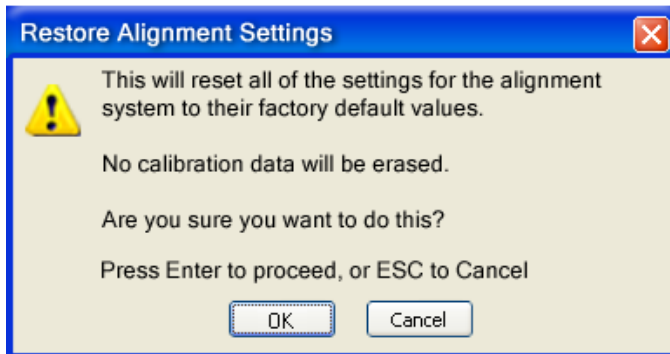 Restore Alignment Settings
This will reset all of the settings for the alignment
system to their factory default values.
No calibration data will be erased.
Are you sure you want to do this?
Press Enter to proceed, or ESC to Cancel
OK
Cancel